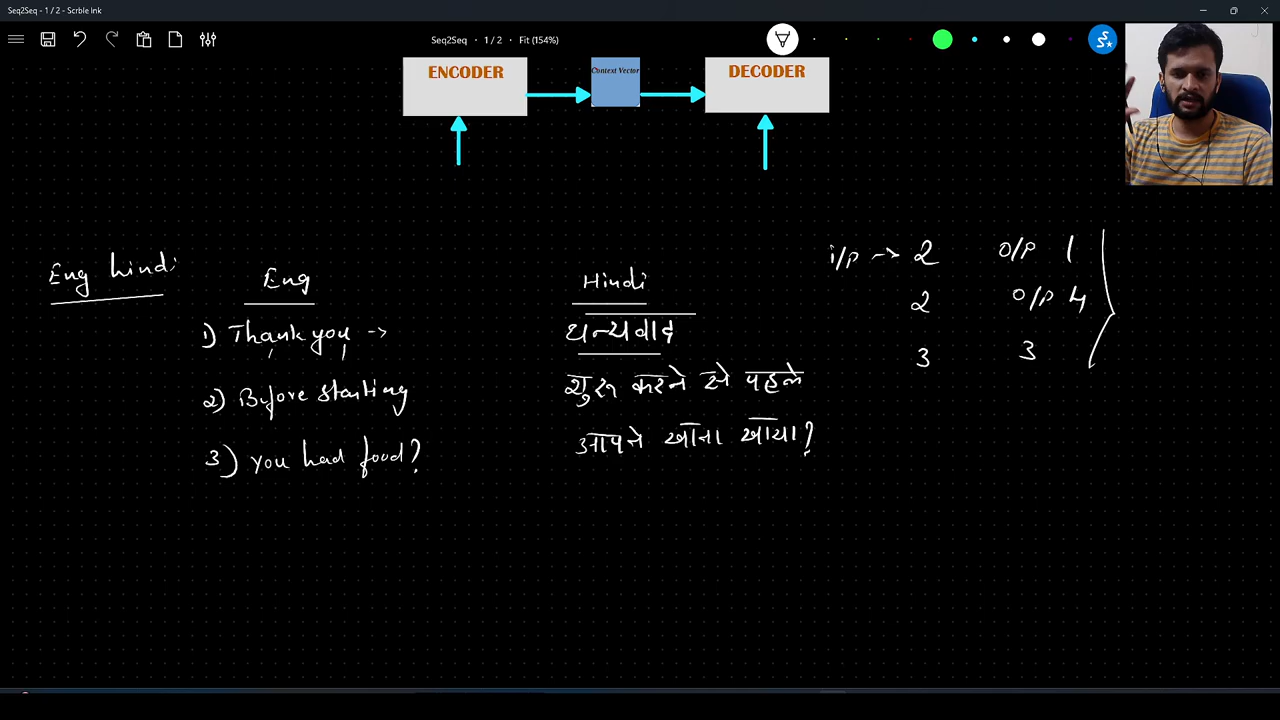 Seq2Seq - 1 / 2 - Scrble Ink
Seq2Seq • 1 / 2 • Fit (154%)
ENCODER
Context Vector
DECODER
Eng hindi
Eng
Hindi
i/p -> 2 o/p 1
2 o/p 4
3 3
1) Thank you ->
धन्यवाद
2) Before starting
शुरू करने से पहले
3) you had food?
आपने खाना खाया?